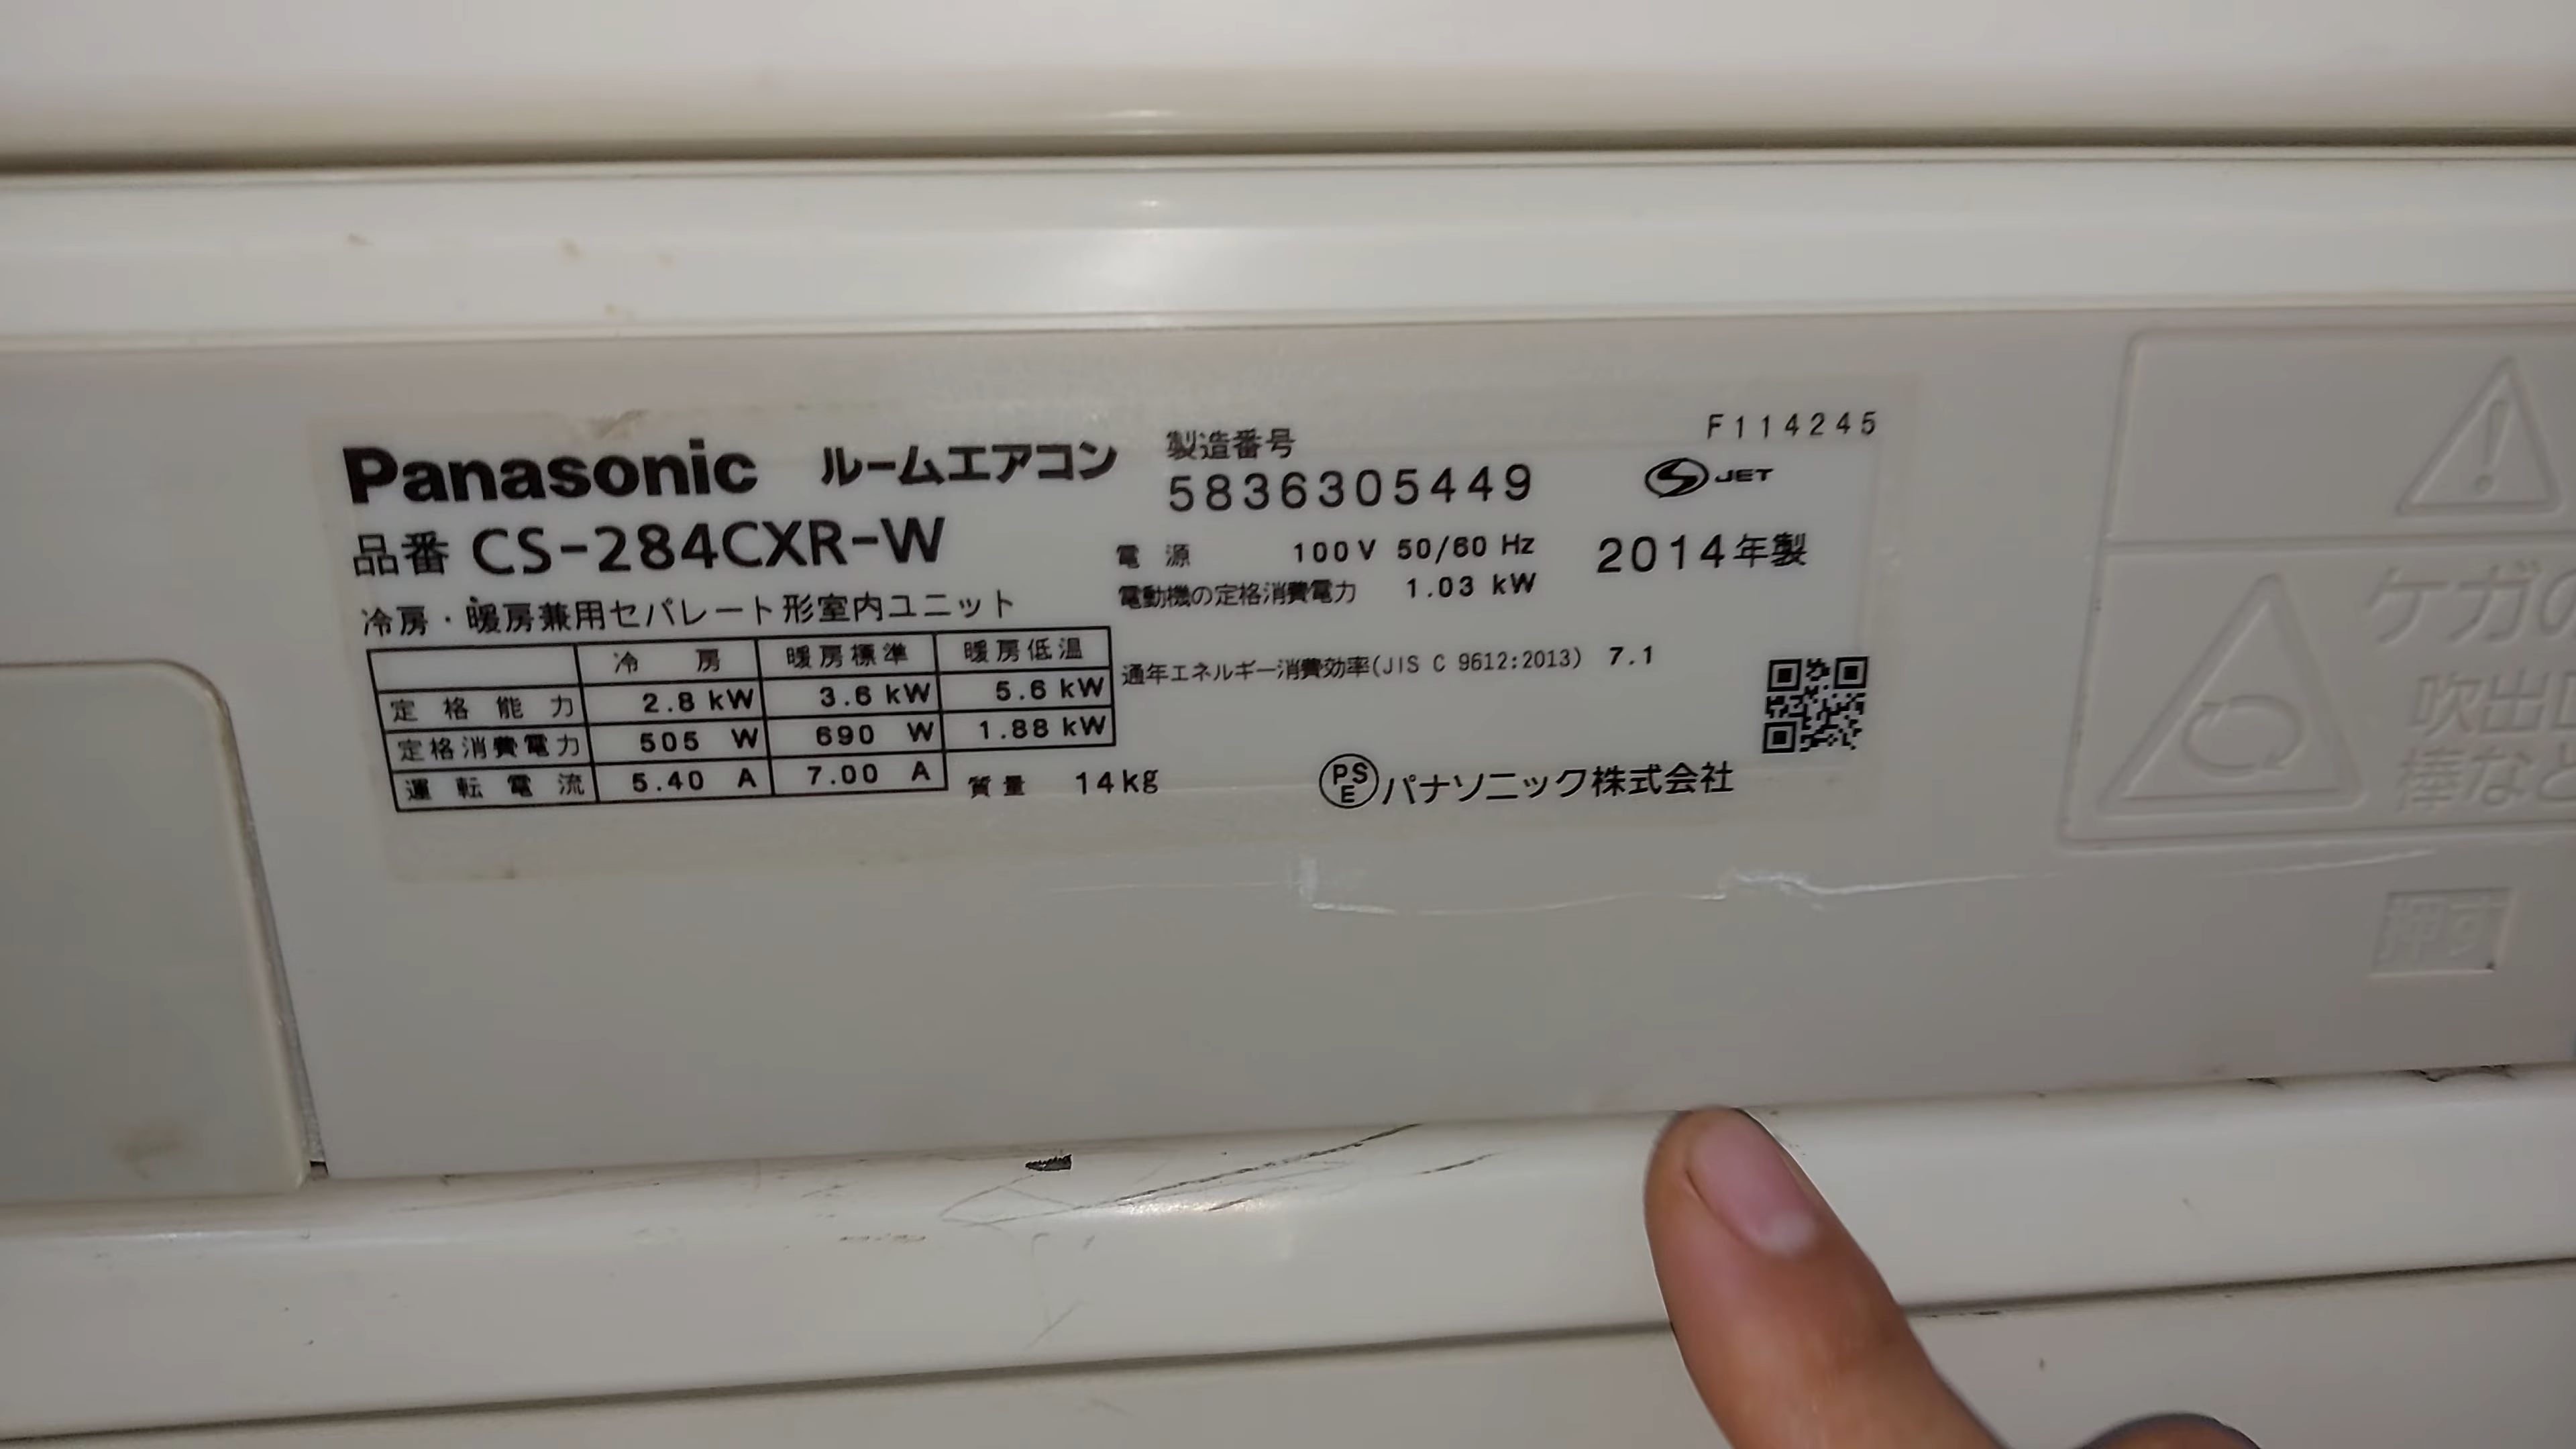 Panasonic ルームエアコン
品番 CS-284CXR-W
冷房・暖房兼用セパレート形室内ユニット
冷房 暖房標準 暖房低温
定格能力 2.8 kW 3.6 kW 5.6 kW
定格消費電力 505 W 690 W 1.88 kW
運転電流 5.40 A 7.00 A
質量 14kg
製造番号
5836305449
電源 100V 50/60 Hz
電動機の定格消費電力 1.03 kW
通年エネルギー消費効率(JIS C 9612:2013) 7.1
F114245
S JET
2014年製
PSE パナソニック株式会社
ケガの
吹出口
棒など
押す